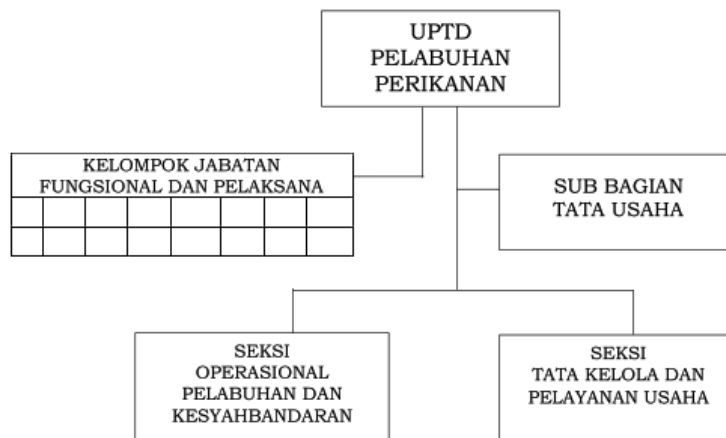 UPTD
PELABUHAN
PERIKANAN
KELOMPOK JABATAN
FUNGSIONAL DAN PELAKSANA
SUB BAGIAN
TATA USAHA
SEKSI
OPERASIONAL
PELABUHAN DAN
KESYAHBANDARAN
SEKSI
TATA KELOLA DAN
PELAYANAN USAHA